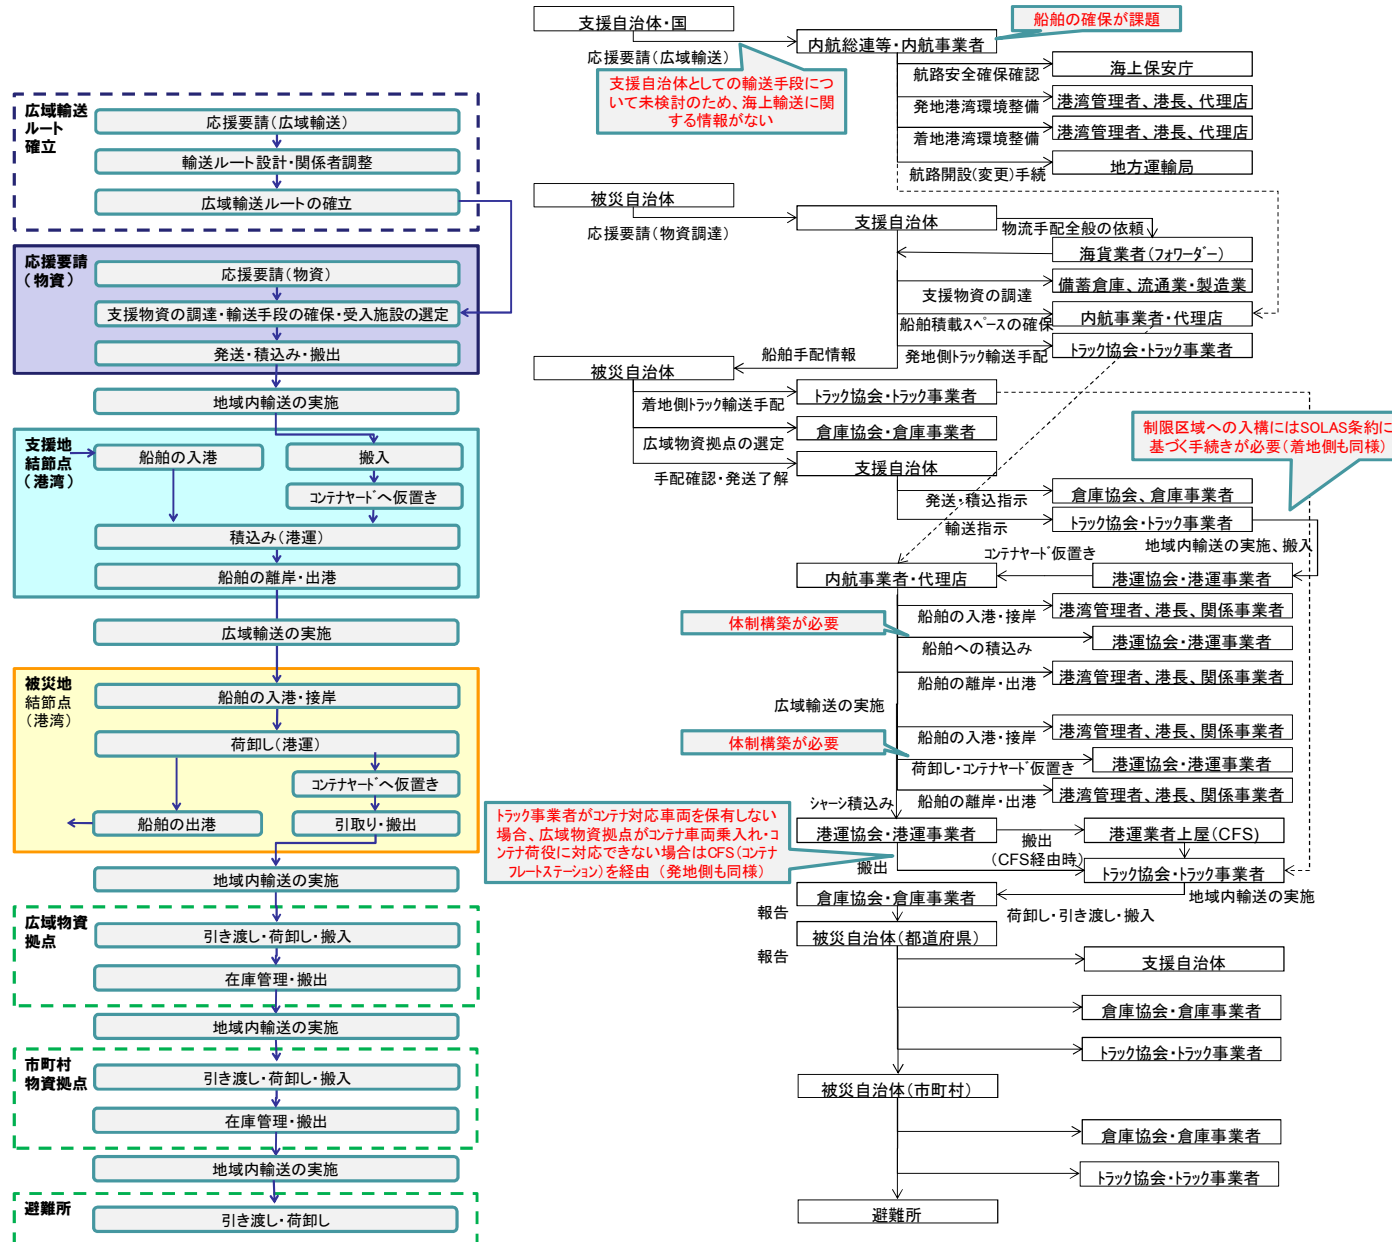 広域輸送
ルート
確立
応援要請(広域輸送)
輸送ルート設計・関係者調整
広域輸送ルートの確立
応援要請
(物資)
応援要請(物資)
支援物資の調達・輸送手段の確保・受入施設の選定
発送・積込み・搬出
地域内輸送の実施
支援地
結節点
(港湾)
船舶の入港
搬入
コンテナヤードへ仮置き
積込み(港運)
船舶の離岸・出港
広域輸送の実施
被災地
結節点
(港湾)
船舶の入港・接岸
荷卸し(港運)
コンテナヤードへ仮置き
船舶の出港
引取り・搬出
地域内輸送の実施
広域物資
拠点
引き渡し・荷卸し・搬入
在庫管理・搬出
地域内輸送の実施
市町村
物資拠点
引き渡し・荷卸し・搬入
在庫管理・搬出
地域内輸送の実施
避難所
引き渡し・荷卸し
支援自治体・国
船舶の確保が課題
内航総連等・内航事業者
応援要請(広域輸送)
支援自治体としての輸送手段につ
いて未検討のため、海上輸送に関
する情報がない
航路安全確保確認
海上保安庁
発地港湾環境整備
港湾管理者、港長、代理店
着地港湾環境整備
港湾管理者、港長、代理店
航路開設(変更)手続
地方運輸局
被災自治体
支援自治体
応援要請(物資調達)
物流手配全般の依頼
海貨業者(フォワーダー)
支援物資の調達
備蓄倉庫、流通業・製造業
船舶積載スペースの確保
内航事業者・代理店
船舶手配情報
発地側トラック輸送手配
トラック協会・トラック事業者
被災自治体
着地側トラック輸送手配
トラック協会・トラック事業者
広域物資拠点の選定
倉庫協会・倉庫事業者
手配確認・発送了解
支援自治体
制限区域への入構にはSOLAS条約に
基づく手続きが必要(着地側も同様)
発送・積込指示
倉庫協会、倉庫事業者
輸送指示
トラック協会・トラック事業者
地域内輸送の実施、搬入
コンテナヤード仮置き
内航事業者・代理店
港運協会・港運事業者
船舶の入港・接岸
港湾管理者、港長、関係事業者
体制構築が必要
船舶への積込み
港運協会・港運事業者
船舶の離岸・出港
港湾管理者、港長、関係事業者
広域輸送の実施
船舶の入港・接岸
港湾管理者、港長、関係事業者
体制構築が必要
荷卸し・コンテナヤード仮置き
港運協会・港運事業者
船舶の離岸・出港
港湾管理者、港長、関係事業者
シャーシ積込み
トラック事業者がコンテナ対応車両を保有しない
場合、広域物資拠点がコンテナ車両乗入れ・コ
ンテナ荷役に対応できない場合はCFS(コンテナ
フレートステーション)を経由 (発地側も同様)
港運協会・港運事業者
搬出
(CFS経由時)
港運業者上屋(CFS)
搬出
トラック協会・トラック事業者
地域内輸送の実施
荷卸し・引き渡し・搬入
倉庫協会・倉庫事業者
報告
被災自治体(都道府県)
報告
支援自治体
倉庫協会・倉庫事業者
トラック協会・トラック事業者
被災自治体(市町村)
倉庫協会・倉庫事業者
トラック協会・トラック事業者
避難所